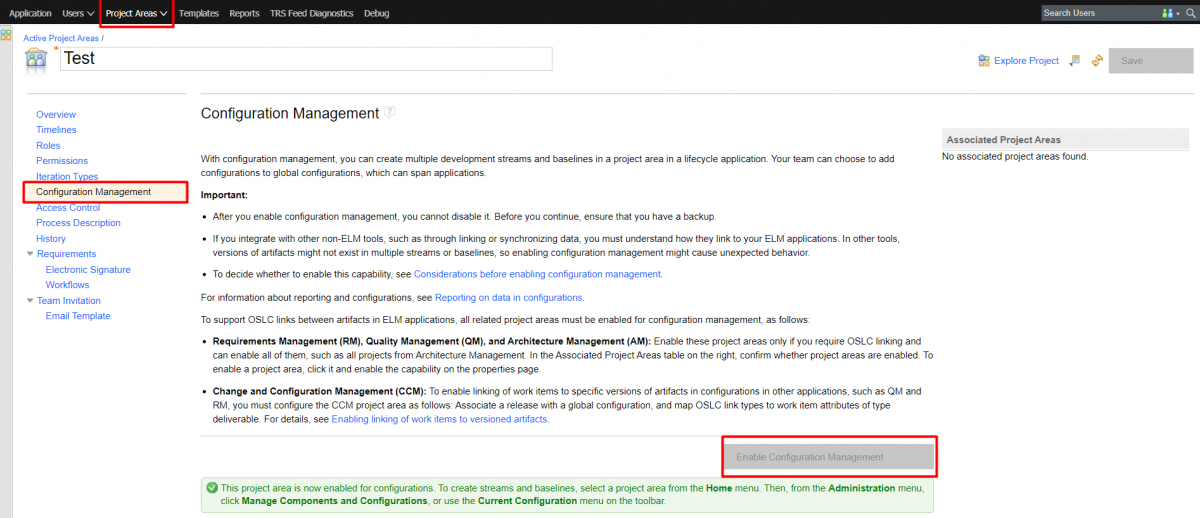 Application Users Project Areas Templates Reports TRS Feed Diagnostics Debug Search Users
Active Project Areas /
* Test
Explore Project Save
Overview
Timelines
Roles
Permissions
Iteration Types
Configuration Management
Access Control
Process Description
History
Requirements
Electronic Signature
Workflows
Team Invitation
Email Template
Configuration Management ?
With configuration management, you can create multiple development streams and baselines in a project area in a lifecycle application. Your team can choose to add
configurations to global configurations, which can span applications.
Important:
• After you enable configuration management, you cannot disable it. Before you continue, ensure that you have a backup.
• If you integrate with other non-ELM tools, such as through linking or synchronizing data, you must understand how they link to your ELM applications. In other tools,
versions of artifacts might not exist in multiple streams or baselines, so enabling configuration management might cause unexpected behavior.
• To decide whether to enable this capability, see Considerations before enabling configuration management.
For information about reporting and configurations, see Reporting on data in configurations.
To support OSLC links between artifacts in ELM applications, all related project areas must be enabled for configuration management, as follows:
• Requirements Management (RM), Quality Management (QM), and Architecture Management (AM): Enable these project areas only if you require OSLC linking and
can enable all of them, such as all projects from Architecture Management. In the Associated Project Areas table on the right, confirm whether project areas are enabled. To
enable a project area, click it and enable the capability on the properties page.
• Change and Configuration Management (CCM): To enable linking of work items to specific versions of artifacts in configurations in other applications, such as QM and
RM, you must configure the CCM project area as follows: Associate a release with a global configuration, and map OSLC link types to work item attributes of type
deliverable. For details, see Enabling linking of work items to versioned artifacts.
Enable Configuration Management
This project area is now enabled for configurations. To create streams and baselines, select a project area from the Home menu. Then, from the Administration menu,
click Manage Components and Configurations, or use the Current Configuration menu on the toolbar.
Associated Project Areas
No associated project areas found.